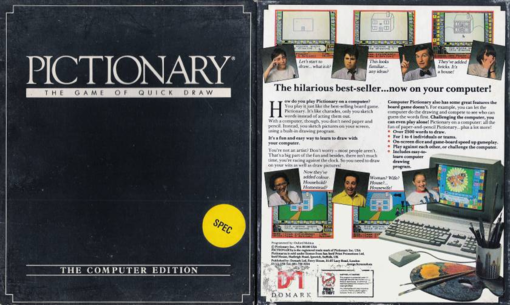 PICTIONARY®
THE GAME OF QUICK DRAW
SPEC
THE COMPUTER EDITION
Let's start to
draw... what is it?
This looks
familiar,
any ideas?
They've added
bricks. It's
a house!
The hilarious best-seller...now on your computer!
How do you play Pictionary on a computer?
You play it just like the best-selling board game
Pictionary. It's like charades, only you sketch
words instead of acting them out.
With a computer, though, you don't need paper and
pencil. Instead, you sketch pictures on your screen,
using a built-in drawing program.
It's a fun and easy way to learn to draw with
your computer.
You're not an artist? Don't worry - most people aren't.
That's a big part of the fun and besides, there isn't much
time, you're racing against the clock. So you need to draw
on your wits as well as draw pictures!
Computer Pictionary also has some great features the
board game doesn't. For example, you can let the
computer do the drawing and compete to see who can
guess the words first. Challenging the computer, you
can even play alone! Pictionary on a computer: all the
fun of paper-and-pencil Pictionary...plus a lot more!
Over 2500 words to draw.
For 1 to 4 individuals or teams.
On-screen dice and game-board speed up gameplay.
Play against each other, or challenge the computer.
Includes easy-to-
learn computer
drawing
program.
Now they've
added colour.
Household?
Homestead?
Woman? Wife?
House?...
Housewife!
DOMARK